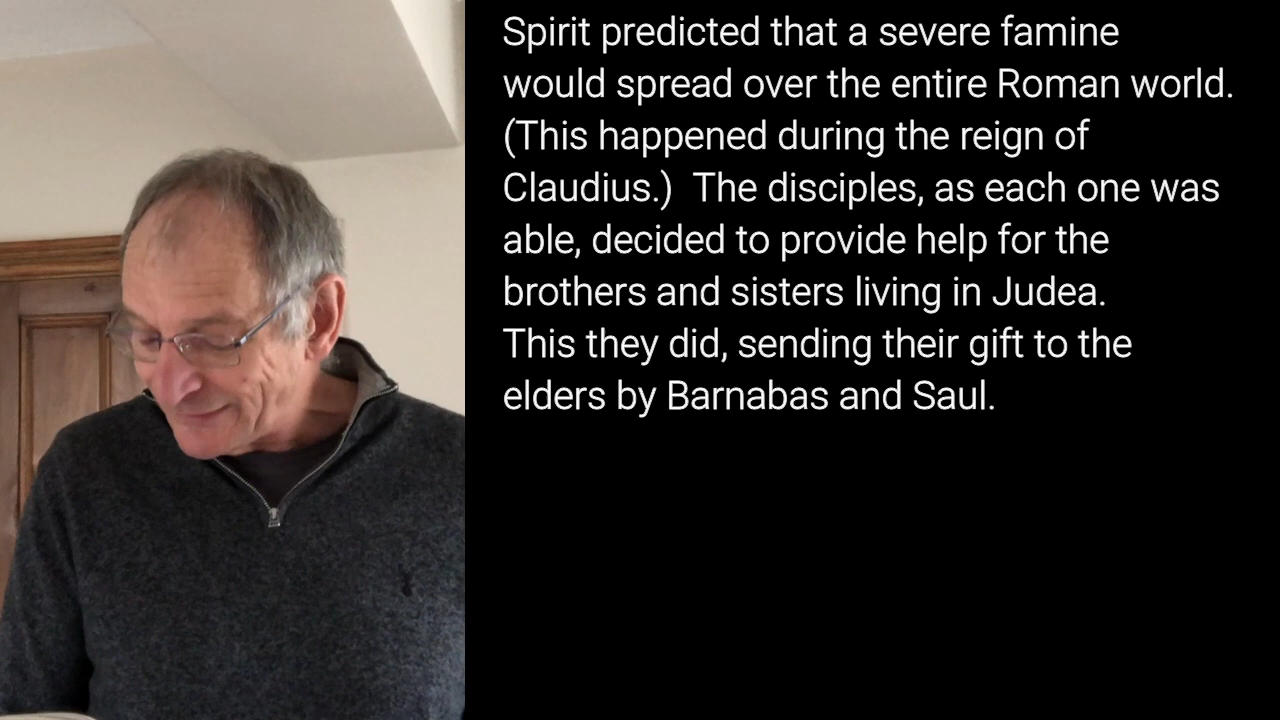 Spirit predicted that a severe famine
would spread over the entire Roman world.
(This happened during the reign of
Claudius.)  The disciples, as each one was
able, decided to provide help for the
brothers and sisters living in Judea.
This they did, sending their gift to the
elders by Barnabas and Saul.